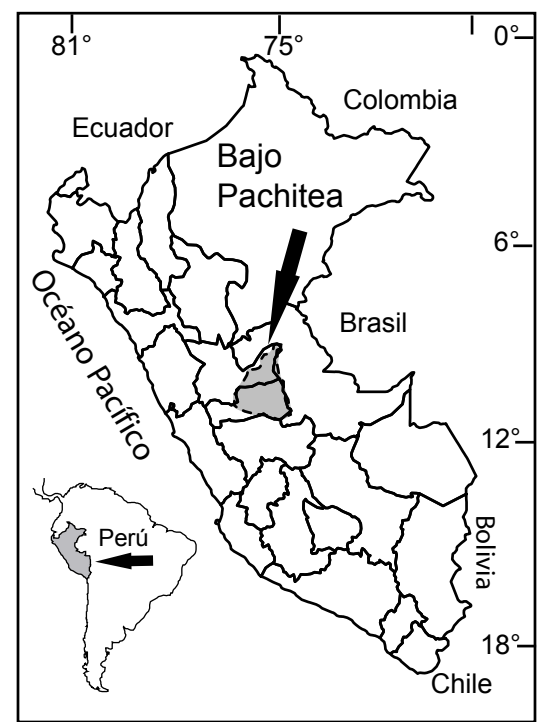 81°
75°
0°
Colombia
Ecuador
Bajo
Pachitea
6°
Brasil
Océano Pacífico
12°
Perú
Bolivia
18°
Chile